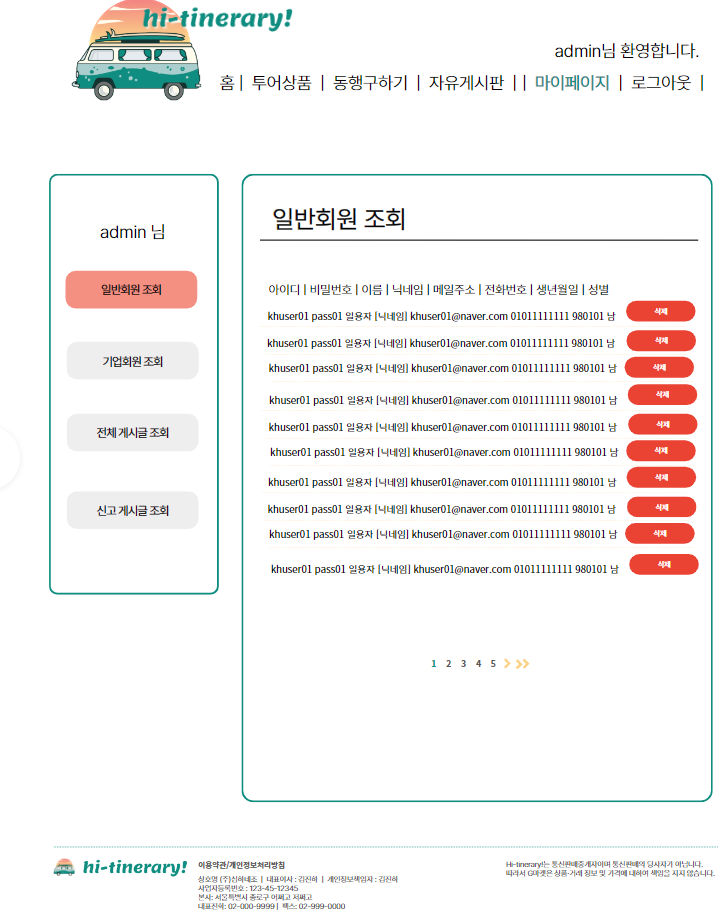 hi-tinerary!
admin님 환영합니다.
홈 | 투어상품 | 동행구하기 | 자유게시판 | | 마이페이지 | 로그아웃 |
admin 님
일반회원 조회
기업회원 조회
전체 게시글 조회
신고 게시글 조회
일반회원 조회
아이디 | 비밀번호 | 이름 | 닉네임 | 메일주소 | 전화번호 | 생년월일 | 성별
khuser01 pass01 일용자 [닉네임] khuser01@naver.com 01011111111 980101 남 삭제
khuser01 pass01 일용자 [닉네임] khuser01@naver.com 01011111111 980101 남 삭제
khuser01 pass01 일용자 [닉네임] khuser01@naver.com 01011111111 980101 남 삭제
khuser01 pass01 일용자 [닉네임] khuser01@naver.com 01011111111 980101 남 삭제
khuser01 pass01 일용자 [닉네임] khuser01@naver.com 01011111111 980101 남 삭제
khuser01 pass01 일용자 [닉네임] khuser01@naver.com 01011111111 980101 남 삭제
khuser01 pass01 일용자 [닉네임] khuser01@naver.com 01011111111 980101 남 삭제
khuser01 pass01 일용자 [닉네임] khuser01@naver.com 01011111111 980101 남 삭제
khuser01 pass01 일용자 [닉네임] khuser01@naver.com 01011111111 980101 남 삭제
khuser01 pass01 일용자 [닉네임] khuser01@naver.com 01011111111 980101 남 삭제
1 2 3 4 5
hi-tinerary!
이용약관/개인정보처리방침
상호명 (주)심하네조 | 대표이사 : 김진하 | 개인정보책임자 : 김진하
사업자등록번호 : 123-45-12345
본사: 서울특별시 종로구 어쩌고 저쩌고
대표전화: 02-000-9999 | 팩스: 02-999-0000
Hi-tinerary!는 통신판매중개자이며 통신판매의 당사자가 아닙니다.
따라서 G마켓은 상품·거래 정보 및 가격에 대하여 책임을 지지 않습니다.